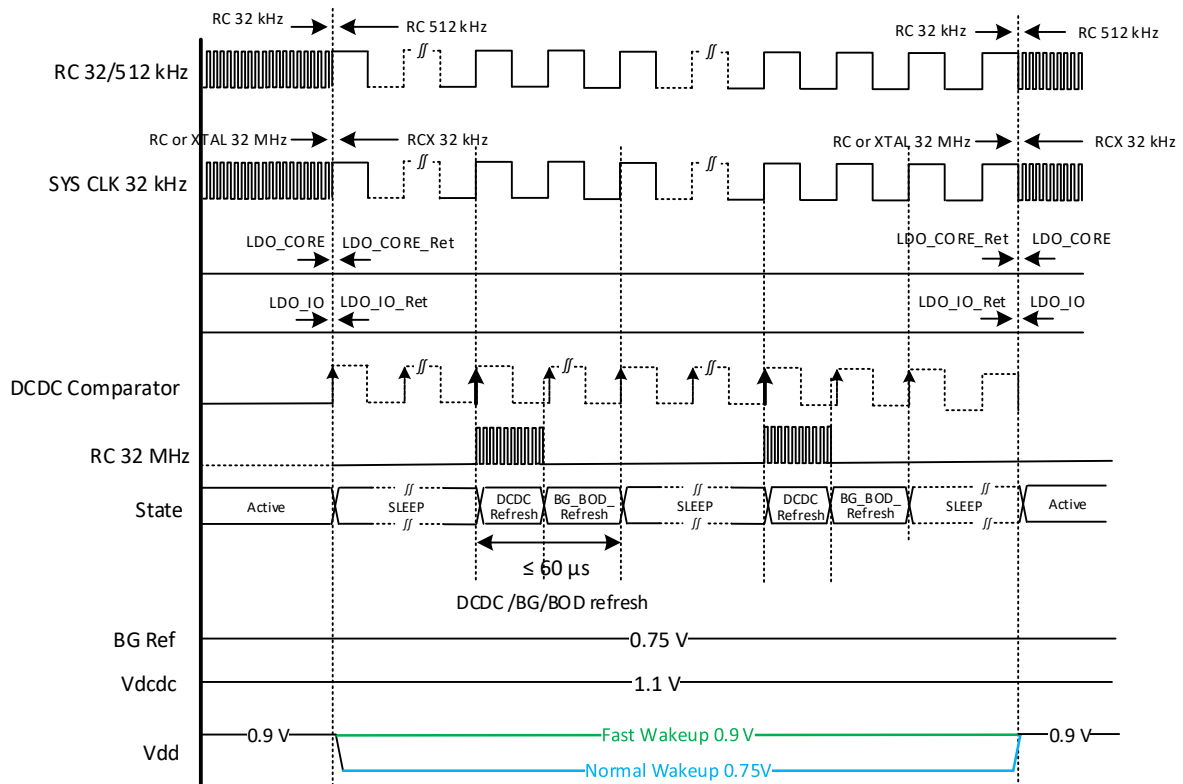 RC 32 kHz RC 512 kHz RC 32 kHz RC 512 kHz
RC 32/512 kHz
RC or XTAL 32 MHz RCX 32 kHz RC or XTAL 32 MHz RCX 32 kHz
SYS CLK 32 kHz
LDO_CORE LDO_CORE_Ret LDO_CORE_Ret LDO_CORE
LDO_IO LDO_IO_Ret LDO_IO_Ret LDO_IO
DCDC Comparator
RC 32 MHz
State Active SLEEP DCDC Refresh BG_BOD_ Refresh SLEEP DCDC Refresh BG_BOD_ Refresh SLEEP Active
≤ 60 µs
DCDC /BG/BOD refresh
BG Ref 0.75 V
Vdcdc 1.1 V
Vdd 0.9 V Fast Wakeup 0.9 V 0.9 V
Normal Wakeup 0.75V